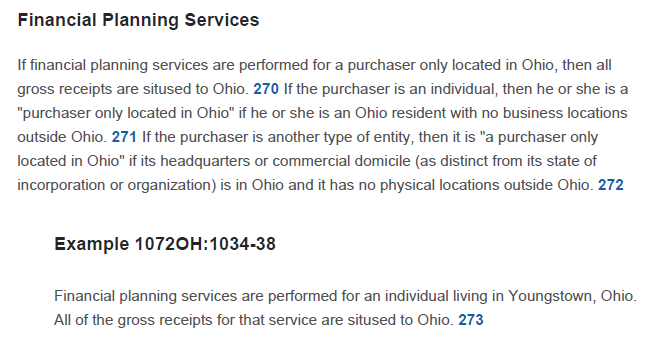 Financial Planning Services
If financial planning services are performed for a purchaser only located in Ohio, then all
gross receipts are sitused to Ohio. 270 If the purchaser is an individual, then he or she is a
"purchaser only located in Ohio" if he or she is an Ohio resident with no business locations
outside Ohio. 271 If the purchaser is another type of entity, then it is "a purchaser only
located in Ohio" if its headquarters or commercial domicile (as distinct from its state of
incorporation or organization) is in Ohio and it has no physical locations outside Ohio. 272
Example 1072OH:1034-38
Financial planning services are performed for an individual living in Youngstown, Ohio.
All of the gross receipts for that service are sitused to Ohio. 273